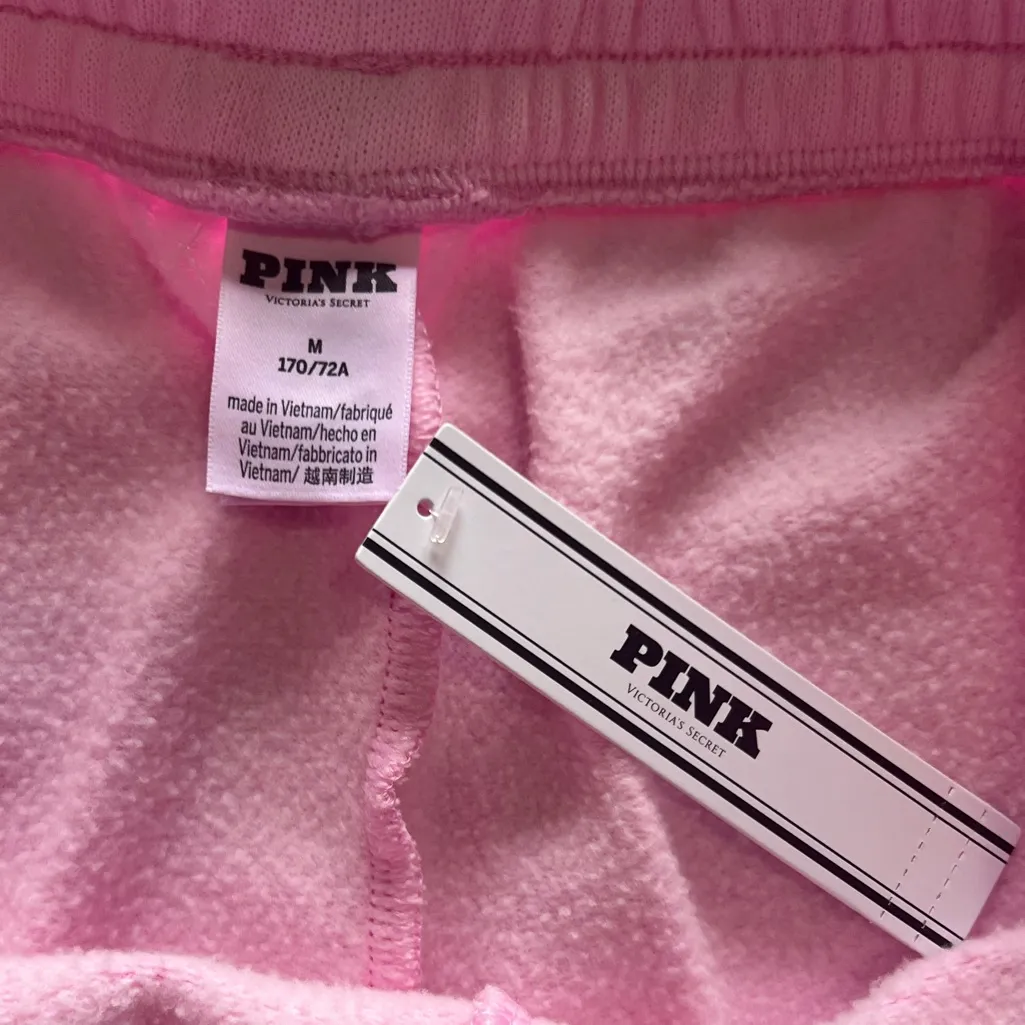 PINK
VICTORIA'S SECRET
M
170/72A
made in Vietnam/fabriqué
au Vietnam/hecho en
Vietnam/fabbricato in
Vietnam/ 越南制造
PINK
VICTORIA'S SECRET